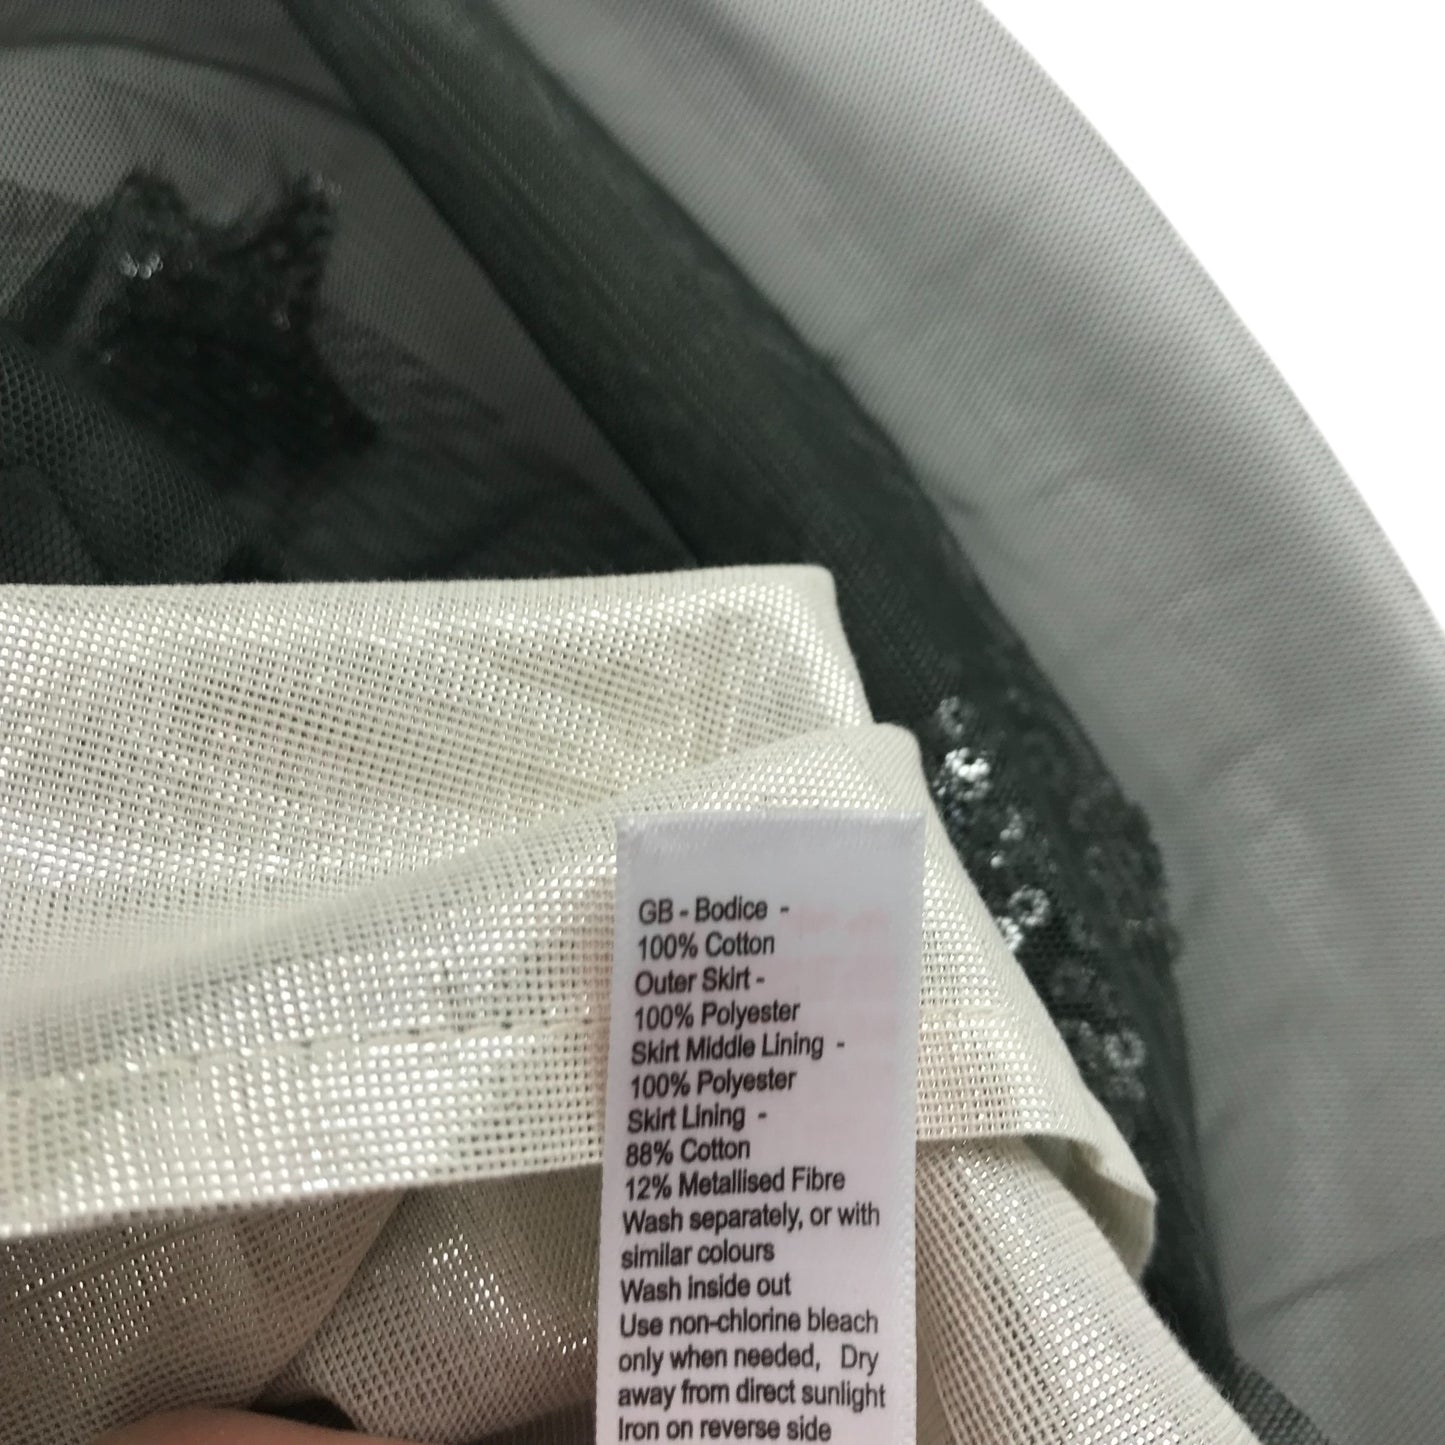 GB - Bodice -
100% Cotton
Outer Skirt -
100% Polyester
Skirt Middle Lining -
100% Polyester
Skirt Lining -
88% Cotton
12% Metallised Fibre
Wash separately, or with
similar colours
Wash inside out
Use non-chlorine bleach
only when needed, Dry
away from direct sunlight
Iron on reverse side